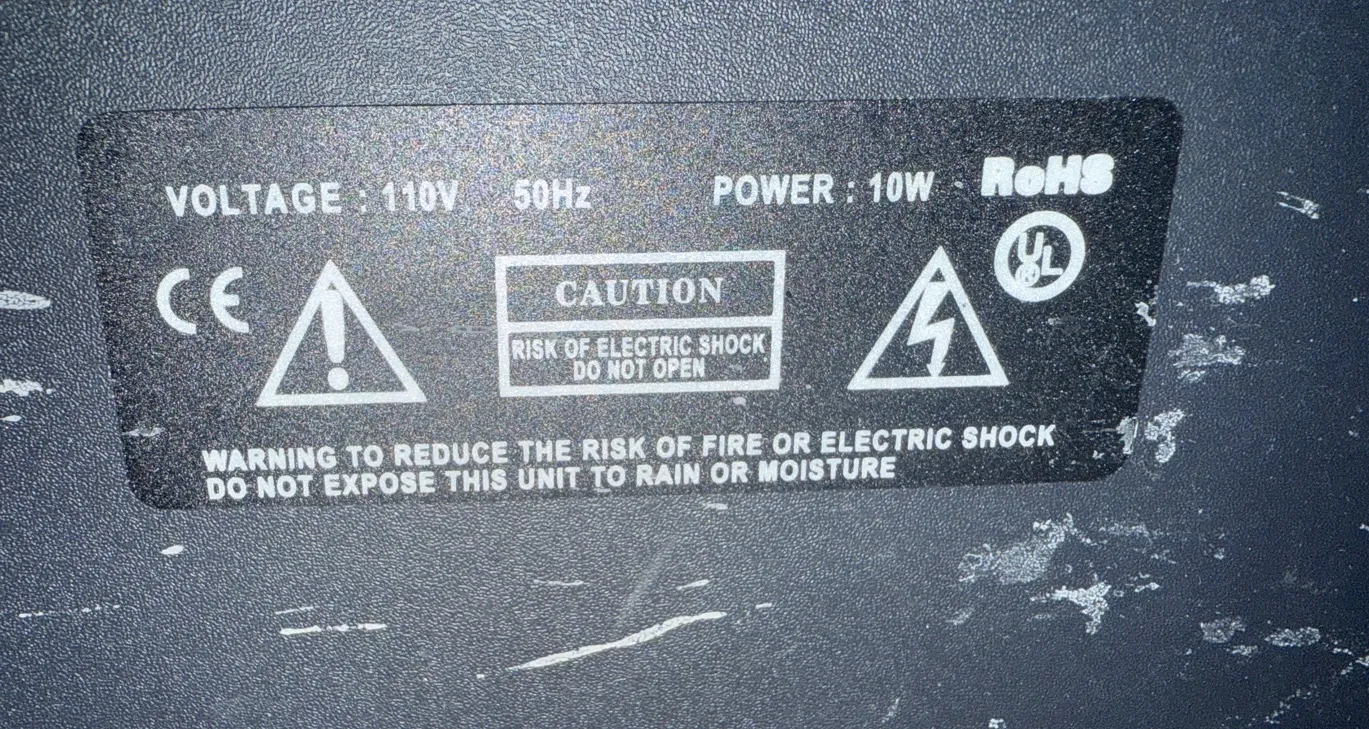 VOLTAGE : 110V 50Hz POWER : 10W RoHS
CE
CAUTION
RISK OF ELECTRIC SHOCK
DO NOT OPEN
UL
®
WARNING TO REDUCE THE RISK OF FIRE OR ELECTRIC SHOCK
DO NOT EXPOSE THIS UNIT TO RAIN OR MOISTURE